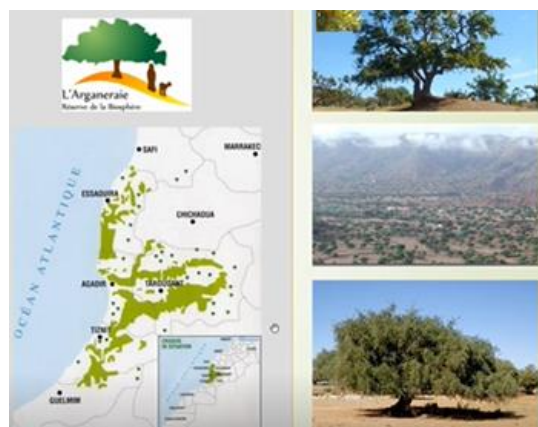 L'Arganeraie
Réserve de la Biosphère
SAFI
MARRAKEC
ESSAOUIRA
CHICHAOUA
OCÉAN ATLANTIQUE
AGADIR
TAROUDANT
TIZNIT
GUELMIM